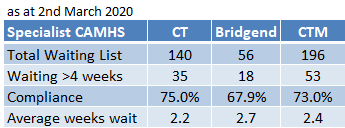 as at 2nd March 2020
Specialist CAMHS CT Bridgend CTM
Total Waiting List 140 56 196
Waiting >4 weeks 35 18 53
Compliance 75.0% 67.9% 73.0%
Average weeks wait 2.2 2.7 2.4